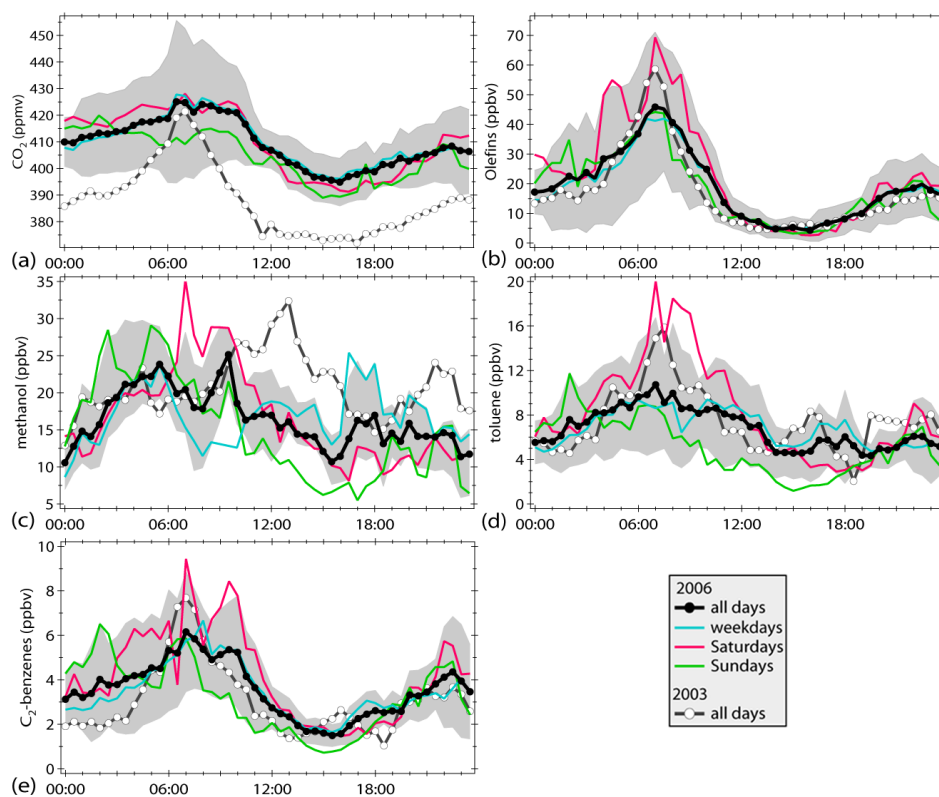 450
440
430
420
410
400
390
380
CO2 (ppmv)
(a)
00:00 06:00 12:00 18:00
70
60
50
40
30
20
10
0
Olefins (ppbv)
(b)
00:00 06:00 12:00 18:00
35
30
25
20
15
10
5
methanol (ppbv)
(c)
00:00 06:00 12:00 18:00
20
16
12
8
4
0
toluene (ppbv)
(d)
00:00 06:00 12:00 18:00
10
8
6
4
2
0
C2-benzenes (ppbv)
(e)
00:00 06:00 12:00 18:00
2006
all days
weekdays
Saturdays
Sundays
2003
all days